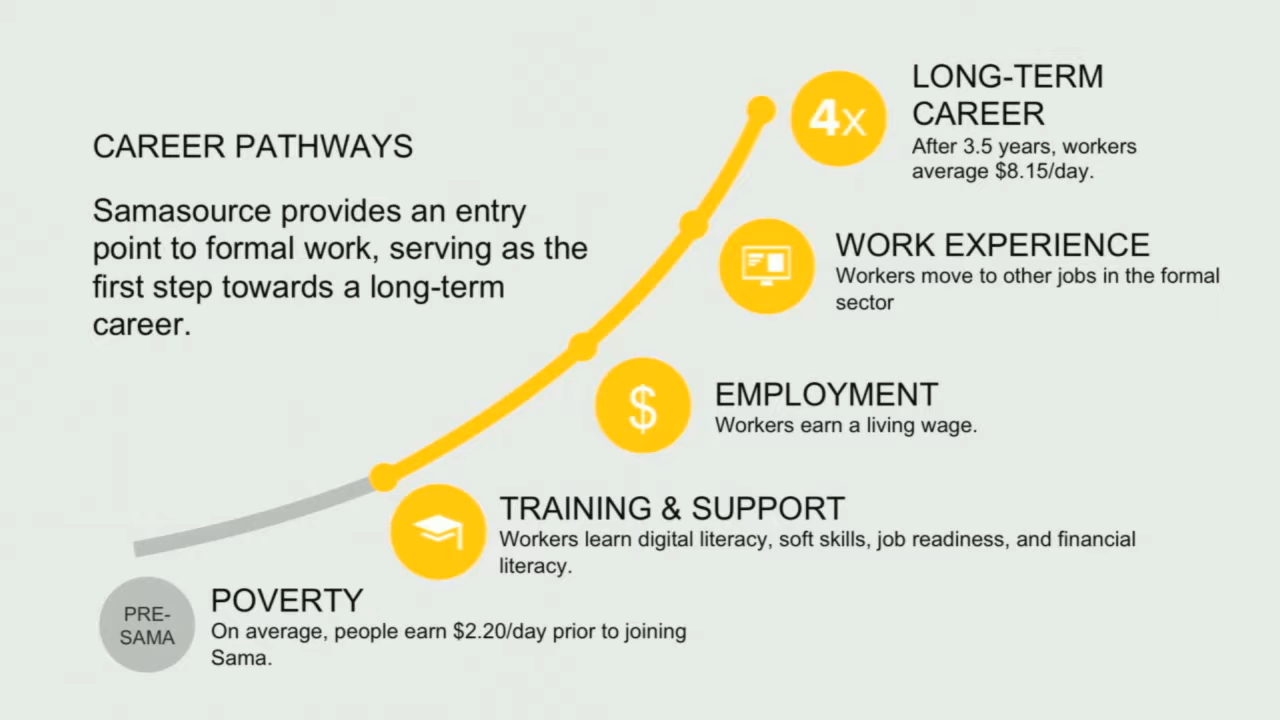 CAREER PATHWAYS
Samasource provides an entry
point to formal work, serving as the
first step towards a long-term
career.
4x
LONG-TERM
CAREER
After 3.5 years, workers
average $8.15/day.
WORK EXPERIENCE
Workers move to other jobs in the formal
sector
$
EMPLOYMENT
Workers earn a living wage.
TRAINING & SUPPORT
Workers learn digital literacy, soft skills, job readiness, and financial
literacy.
PRE-
SAMA
POVERTY
On average, people earn $2.20/day prior to joining
Sama.